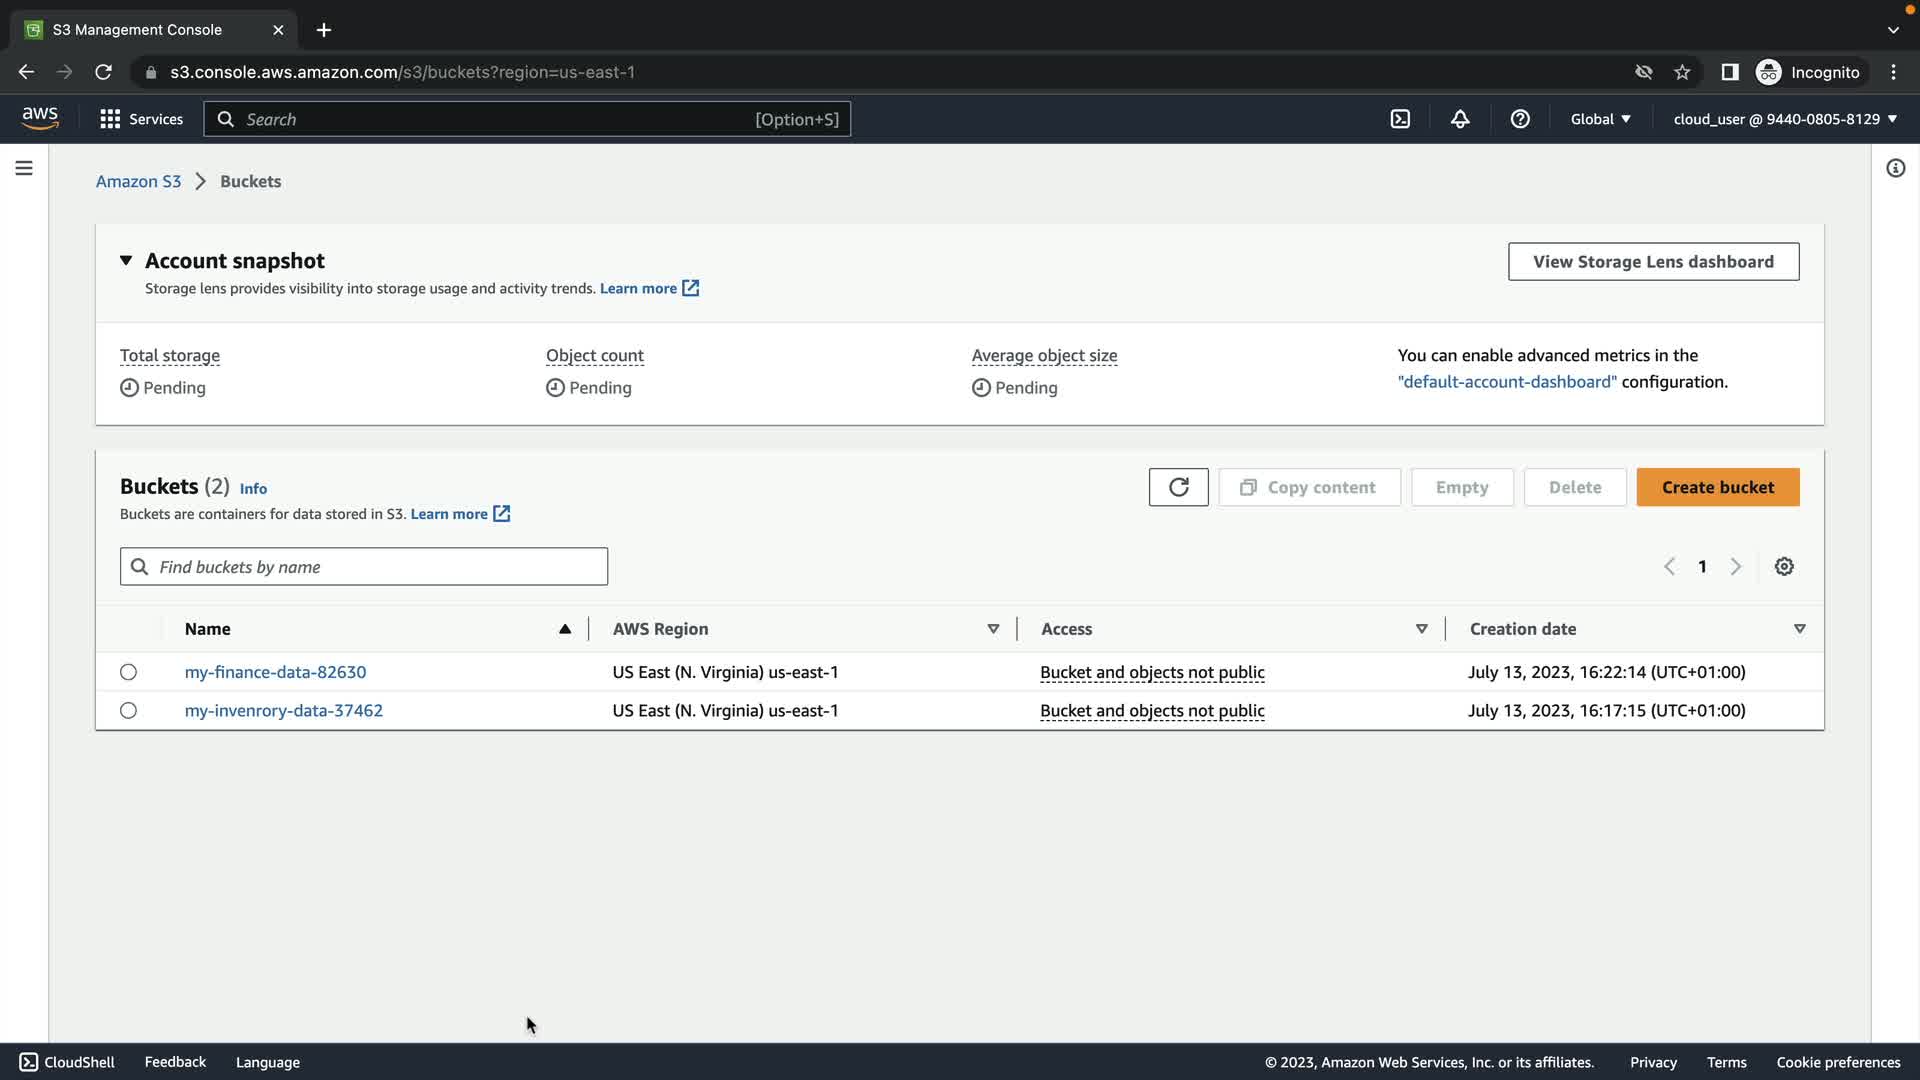 S3 Management Console
s3.console.aws.amazon.com/s3/buckets?region=us-east-1
Incognito
aws
Services
Search
[Option+S]
Global
cloud_user @ 9440-0805-8129
Amazon S3
Buckets
Account snapshot
Storage lens provides visibility into storage usage and activity trends. Learn more
View Storage Lens dashboard
Total storage
Pending
Object count
Pending
Average object size
Pending
You can enable advanced metrics in the
"default-account-dashboard" configuration.
Buckets (2) Info
Buckets are containers for data stored in S3. Learn more
Copy content
Empty
Delete
Create bucket
Find buckets by name
1
Name
AWS Region
Access
Creation date
my-finance-data-82630
US East (N. Virginia) us-east-1
Bucket and objects not public
July 13, 2023, 16:22:14 (UTC+01:00)
my-invenrory-data-37462
US East (N. Virginia) us-east-1
Bucket and objects not public
July 13, 2023, 16:17:15 (UTC+01:00)
CloudShell
Feedback
Language
© 2023, Amazon Web Services, Inc. or its affiliates.
Privacy
Terms
Cookie preferences